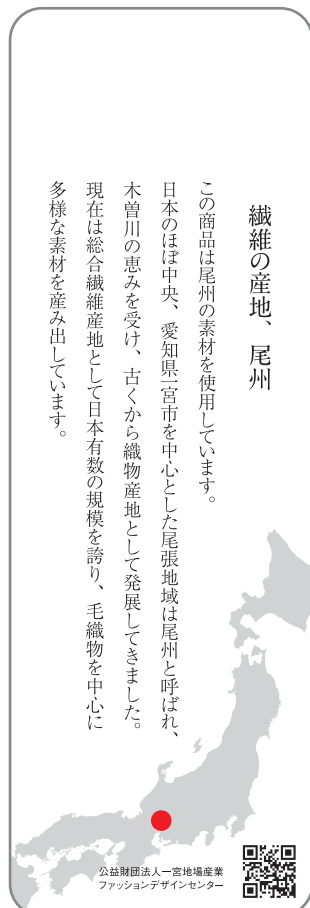 繊維の産地、尾州
この商品は尾州の素材を使用しています。
日本のほぼ中央、愛知県一宮市を中心とした尾張地域は尾州と呼ばれ、
木曽川の恵みを受け、古くから織物産地として発展してきました。
現在は総合繊維産地として日本有数の規模を誇り、毛織物を中心に
多様な素材を産み出しています。
公益財団法人一宮地場産業
ファッションデザインセンター